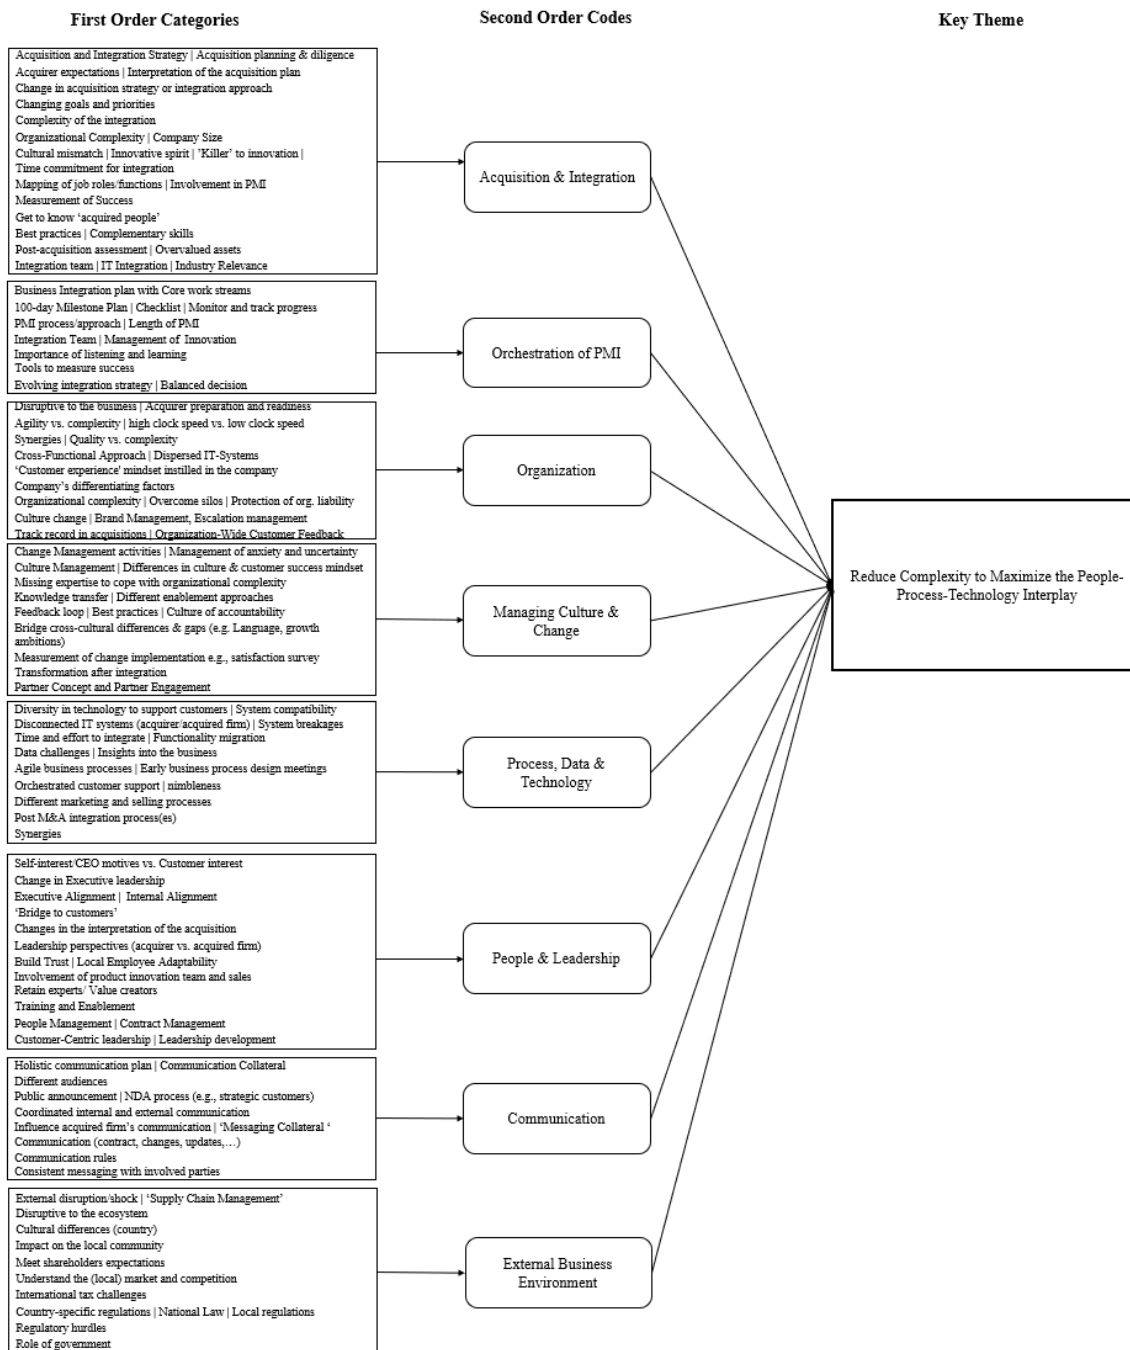 First Order Categories
Second Order Codes
Key Theme
Acquisition and Integration Strategy | Acquisition planning & diligence
Acquirer expectations | Interpretation of the acquisition plan
Change in acquisition strategy or integration approach
Changing goals and priorities
Complexity of the integration
Organizational Complexity | Company Size
Cultural mismatch | Innovative spirit | 'Killer' to innovation |
Time commitment for integration
Mapping of job roles/functions | Involvement in PMI
Measurement of Success
Get to know ‘acquired people’
Best practices | Complementary skills
Post-acquisition assessment | Overvalued assets
Integration team | IT Integration | Industry Relevance
Acquisition & Integration
Business Integration plan with Core work streams
100-day Milestone Plan | Checklist | Monitor and track progress
PMI process/approach | Length of PMI
Integration Team | Management of Innovation
Importance of listening and learning
Tools to measure success
Evolving integration strategy | Balanced decision
Orchestration of PMI
Disruptive to the business | Acquirer preparation and readiness
Agility vs. complexity | high clock speed vs. low clock speed
Synergies | Quality vs. complexity
Cross-Functional Approach | Dispersed IT-Systems
‘Customer experience' mindset instilled in the company
Company’s differentiating factors
Organizational complexity | Overcome silos | Protection of org. liability
Culture change | Brand Management, Escalation management
Track record in acquisitions | Organization-Wide Customer Feedback
Organization
Change Management activities | Management of anxiety and uncertainty
Culture Management | Differences in culture & customer success mindset
Missing expertise to cope with organizational complexity
Knowledge transfer | Different enablement approaches
Feedback loop | Best practices | Culture of accountability
Bridge cross-cultural differences & gaps (e.g. Language, growth
ambitions)
Measurement of change implementation e.g., satisfaction survey
Transformation after integration
Partner Concept and Partner Engagement
Managing Culture &
Change
Diversity in technology to support customers | System compatibility
Disconnected IT systems (acquirer/acquired firm) | System breakages
Time and effort to integrate | Functionality migration
Data challenges | Insights into the business
Agile business processes | Early business process design meetings
Orchestrated customer support | nimbleness
Different marketing and selling processes
Post M&A integration process(es)
Synergies
Process, Data &
Technology
Self-interest/CEO motives vs. Customer interest
Change in Executive leadership
Executive Alignment | Internal Alignment
‘Bridge to customers’
Changes in the interpretation of the acquisition
Leadership perspectives (acquirer vs. acquired firm)
Build Trust | Local Employee Adaptability
Involvement of product innovation team and sales
Retain experts/ Value creators
Training and Enablement
People Management | Contract Management
Customer-Centric leadership | Leadership development
People & Leadership
Holistic communication plan | Communication Collateral
Different audiences
Public announcement | NDA process (e.g., strategic customers)
Coordinated internal and external communication
Influence acquired firm’s communication | ‘Messaging Collateral ‘
Communication (contract, changes, updates,…)
Communication rules
Consistent messaging with involved parties
Communication
External disruption/shock | ‘Supply Chain Management’
Disruptive to the ecosystem
Cultural differences (country)
Impact on the local community
Meet shareholders expectations
Understand the (local) market and competition
International tax challenges
Country-specific regulations | National Law | Local regulations
Regulatory hurdles
Role of government
External Business
Environment
Reduce Complexity to Maximize the People-
Process-Technology Interplay